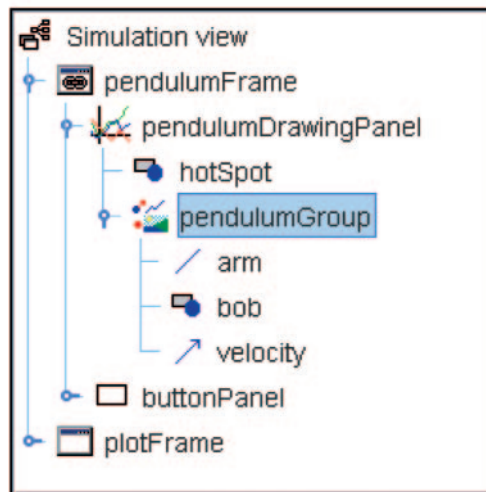 Simulation view
pendulumFrame
pendulumDrawingPanel
hotSpot
pendulumGroup
arm
bob
velocity
buttonPanel
plotFrame